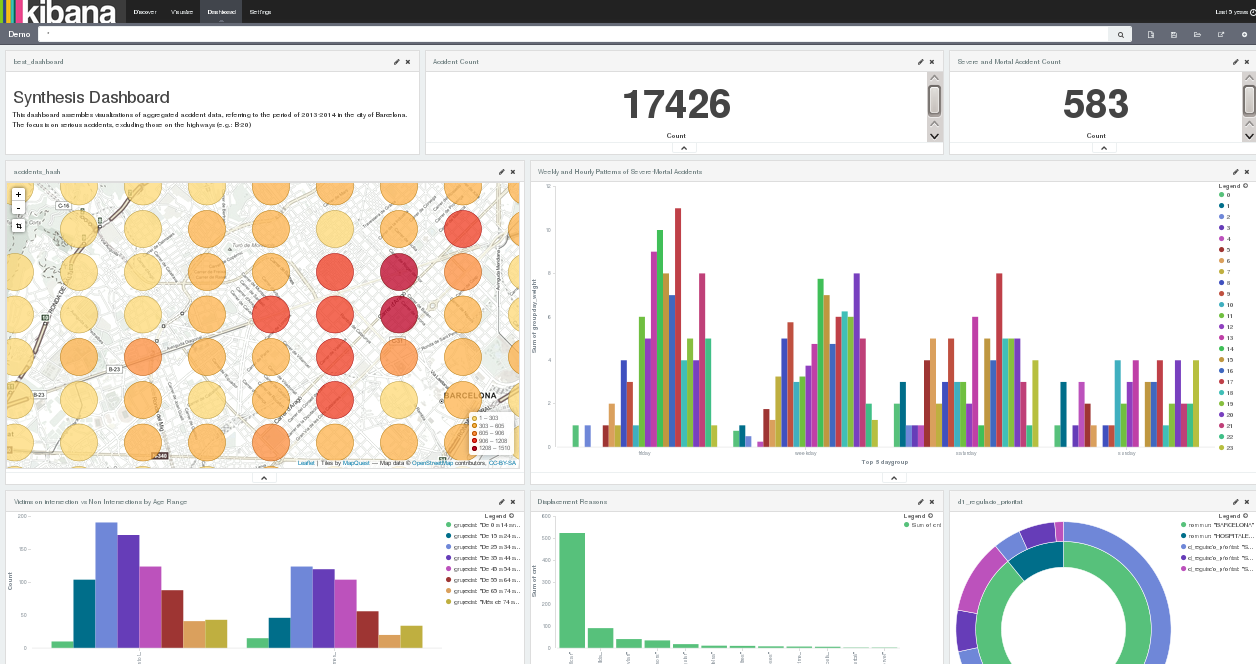 kibana
Discover Visualize Dashboard Settings
Last 5 years
Demo *
best_dashboard
Accident Count
Severe and Mortal Accident Count
Synthesis Dashboard
This dashboard assembles visualizations of aggregated accident data, referring to the period of 2013-2014 in the city of Barcelona.
The focus is on serious accidents, excluding those on the highways (e.g.: B-20)
17426
Count
583
Count
accidents_hash
+
-
C-16
B-23
B-23
N-340
RONDA DE
BARCELONA
1 – 303
303 – 605
605 – 906
906 – 1208
1208 – 1510
Leaflet | Tiles by MapQuest — Map data © OpenStreetMap contributors, CC-BY-SA
Weekly and Hourly Patterns of Severe-Mortal Accidents
Sum of groupday_weight
12
10
8
6
4
2
0
friday
weekday
saturday
sunday
Top 5 daygroup
Legend
0
1
2
3
4
5
6
7
8
9
10
11
12
13
14
15
16
17
18
19
20
21
22
23
Victims on intersection vs Non Intersections by Age Range
Count
200
150
100
50
0
Legend
grupedat: "De 0 a 14 an...
grupedat: "De 15 a 24 a...
grupedat: "De 25 a 34 a...
grupedat: "De 35 a 44 a...
grupedat: "De 45 a 54 a...
grupedat: "De 55 a 64 a...
grupedat: "De 65 a 74 a...
grupedat: "Més de 74 a...
Displacement Reasons
Sum of cnt
600
500
400
300
200
100
0
Legend
Sum of cnt
d1_regulacio_prioritat
Legend
nommun: "BARCELONA"
nommun: "HOSPITALE...
d_regulacio_prioritat: "S...
d_regulacio_prioritat: "S...
d_regulacio_prioritat: "S...